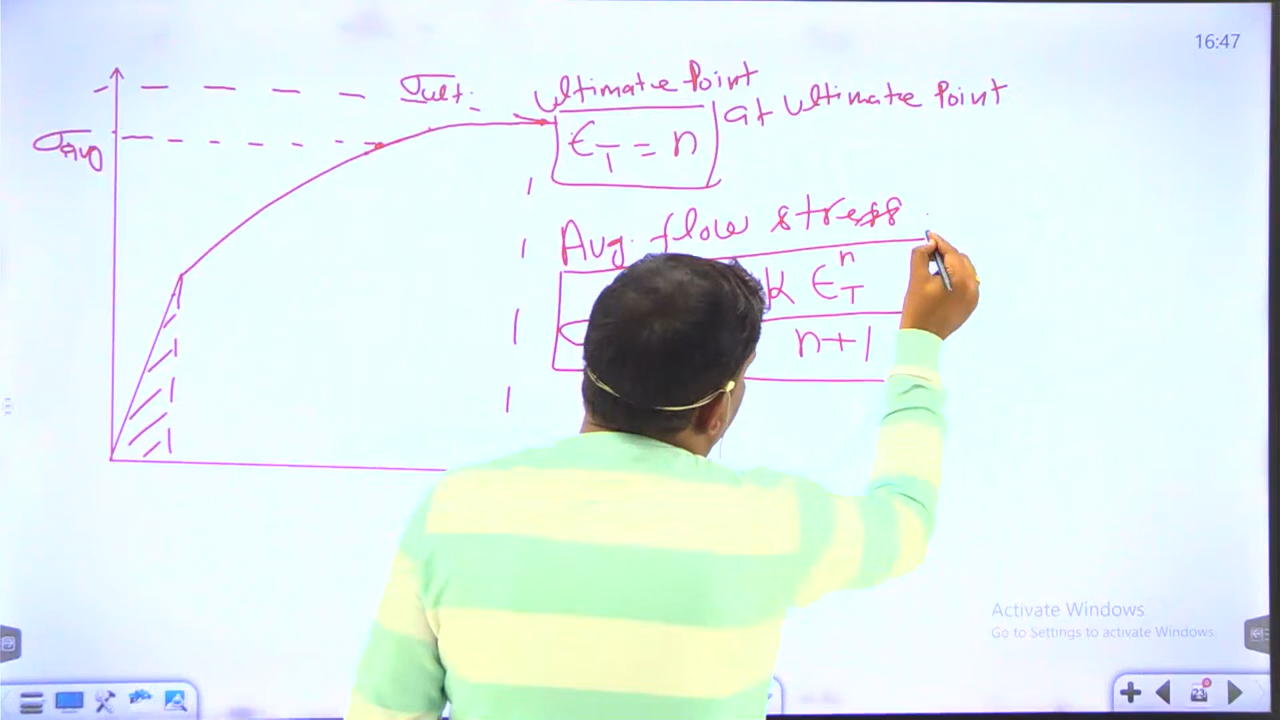 16:47
σult.
Ultimate Point
at Ultimate Point
σavg
ϵT = n
Avg. flow stress
K ϵT^n
n+1
Activate Windows
Go to Settings to activate Windows.
23